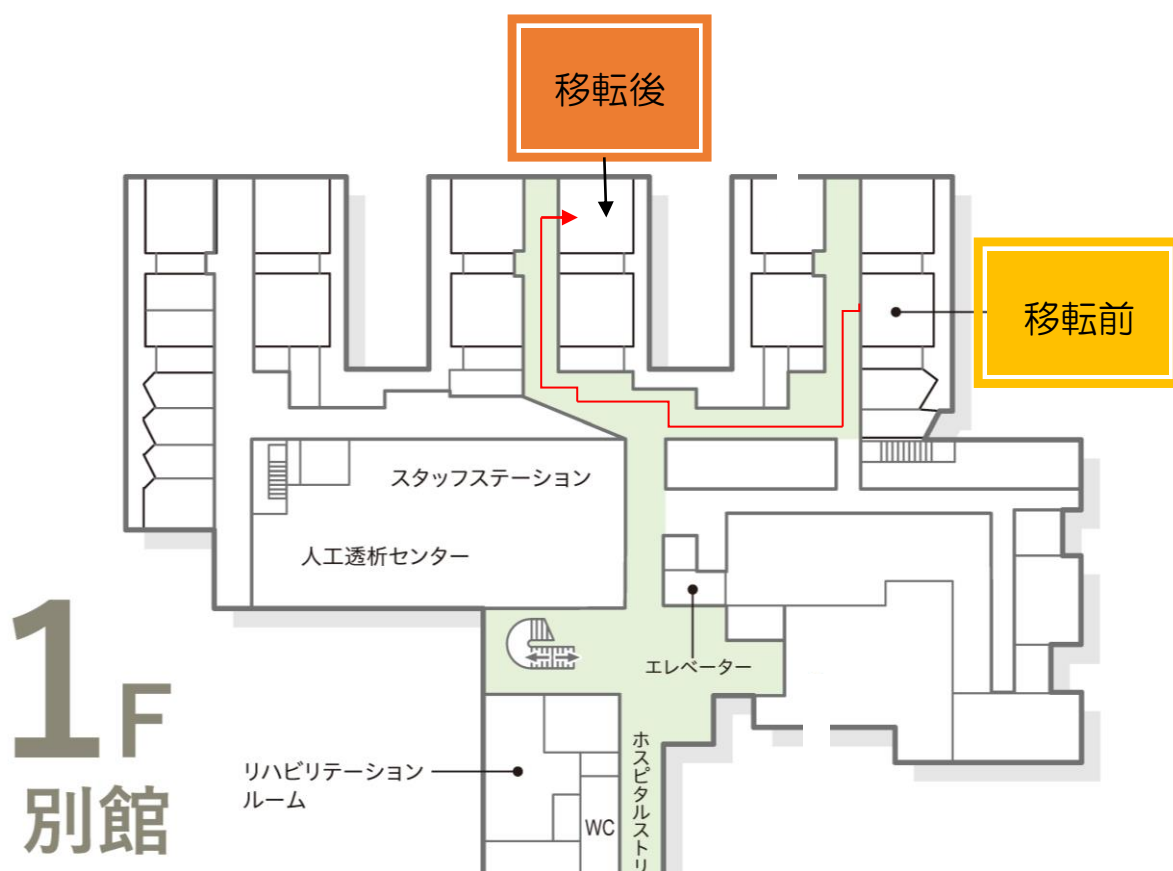 移転後
移転前
スタッフステーション
人工透析センター
エレベーター
1F
別館
リハビリテーション
ルーム
WC
ホスピタルストリ